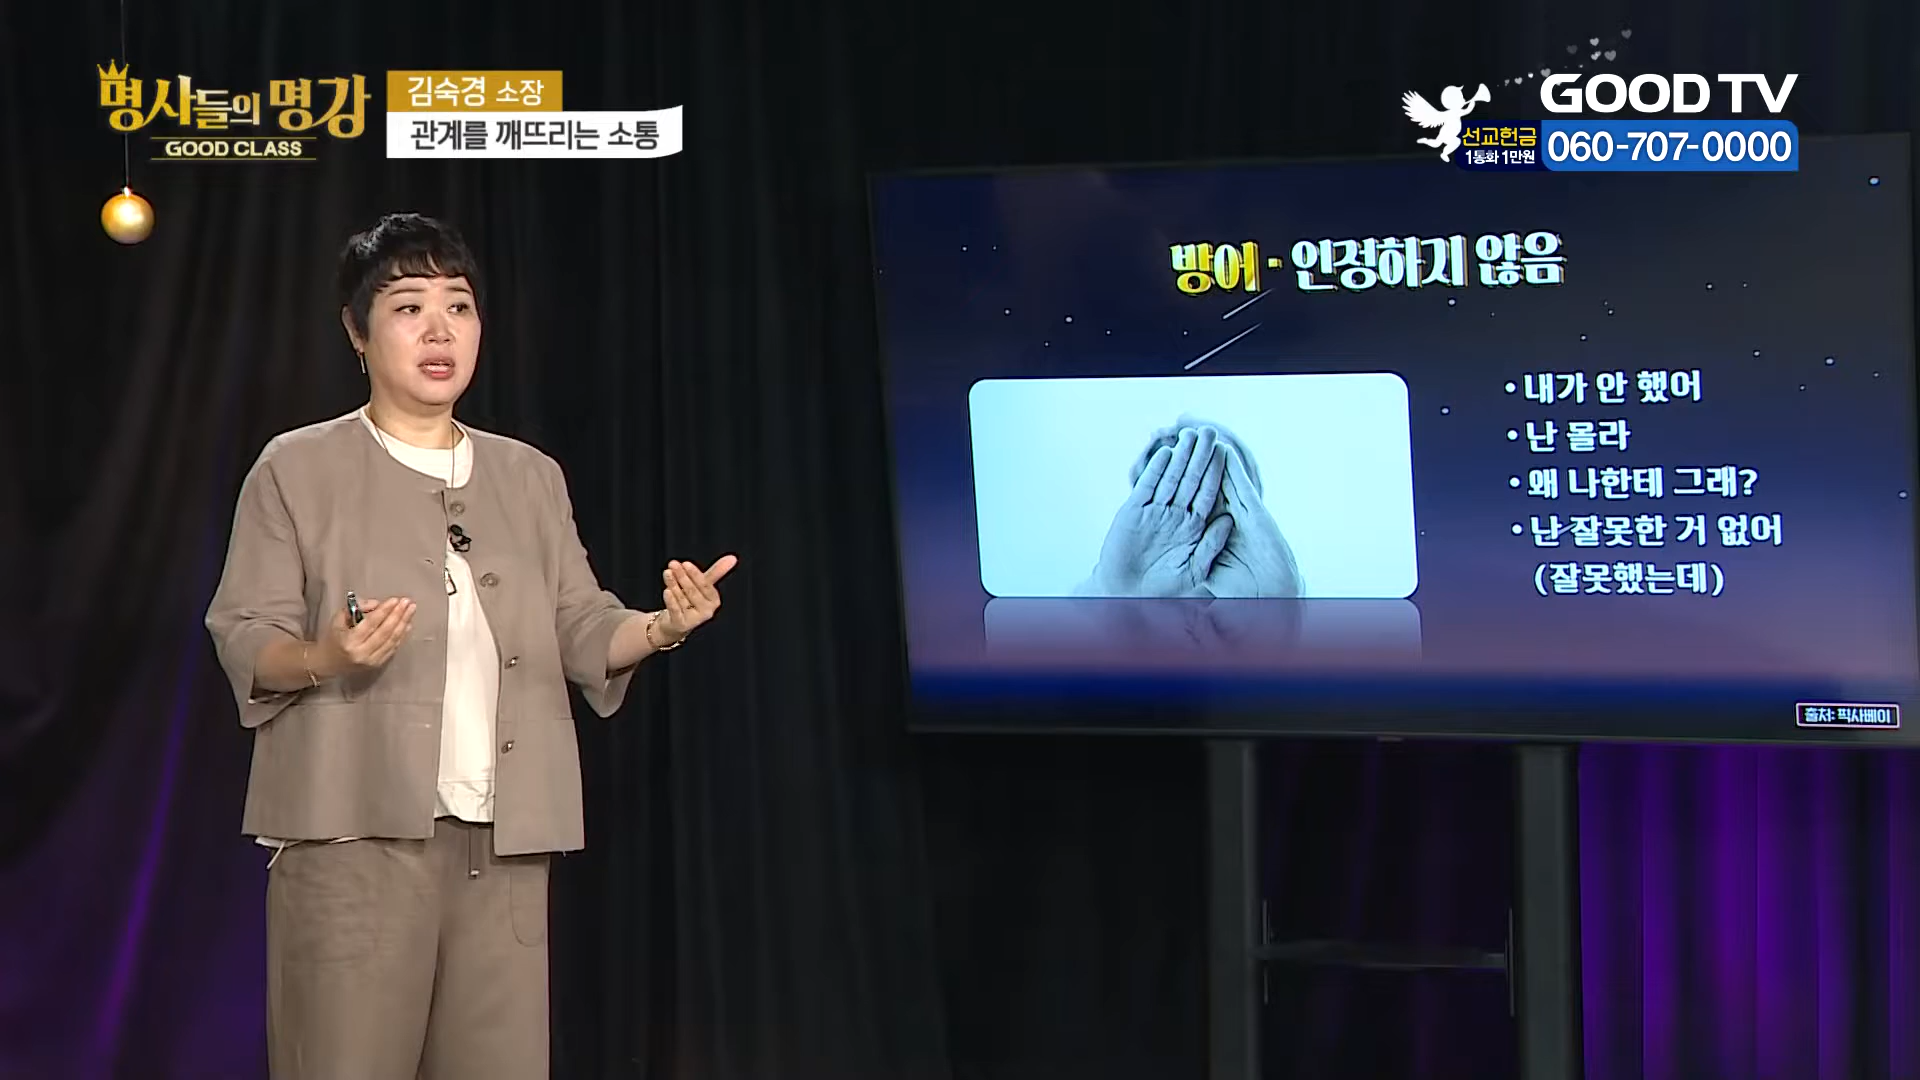 명사들의 명강
GOOD CLASS
김숙경 소장
관계를 깨뜨리는 소통
GOOD TV
선교헌금
1통화 1만원
060-707-0000
방어 - 인정하지 않음
• 내가 안 했어
• 난 몰라
• 왜 나한테 그래?
• 난 잘못한 거 없어
(잘못했는데)
출처: 픽사베이